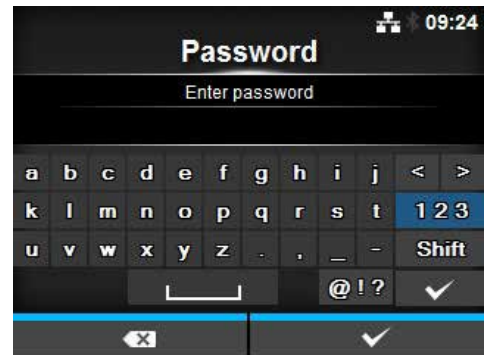 09:24
Password
Enter password
a b c d e f g h i j < >
k l m n o p q r s t 123
u v w x y z . , _ - Shift
@!?